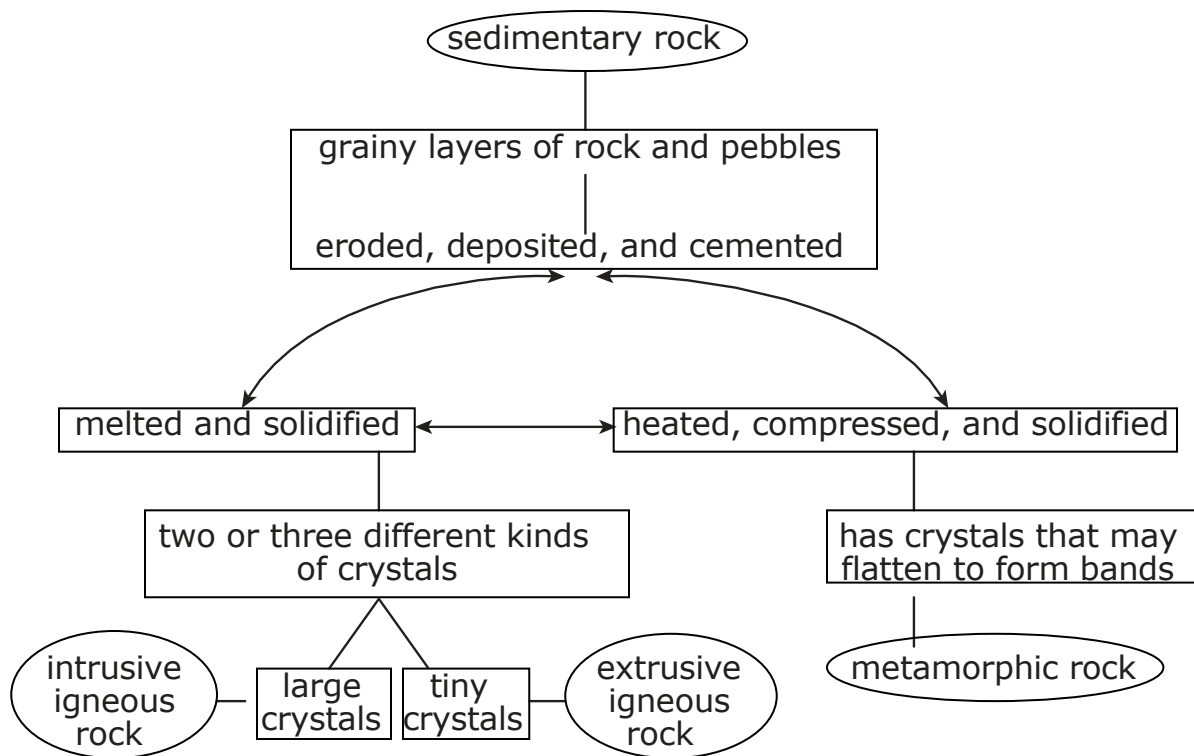 sedimentary rock
grainy layers of rock and pebbles
eroded, deposited, and cemented
melted and solidified
heated, compressed, and solidified
two or three different kinds
of crystals
has crystals that may
flatten to form bands
intrusive
igneous
rock
large
crystals
tiny
crystals
extrusive
igneous
rock
metamorphic rock